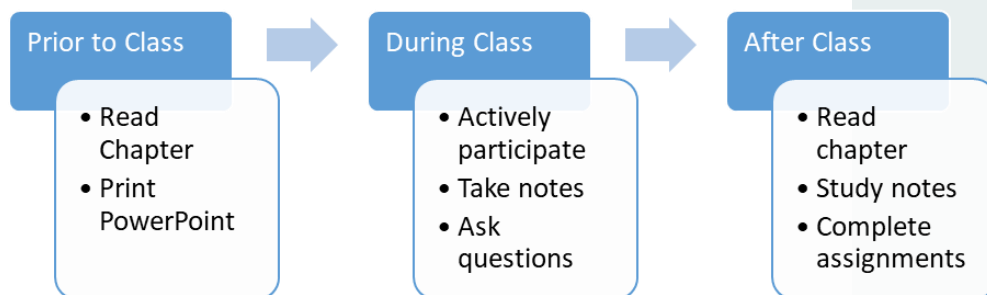 Prior to Class
• Read
Chapter
• Print
PowerPoint
During Class
• Actively
participate
• Take notes
• Ask
questions
After Class
• Read
chapter
• Study notes
• Complete
assignments